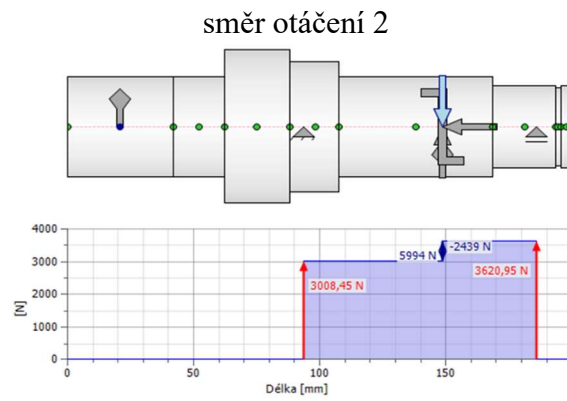 směr otáčení 2
4000
3000
2000
1000
0
[N]
5994 N
-2439 N
3008,45 N
3620,95 N
0
50
100
150
Délka [mm]